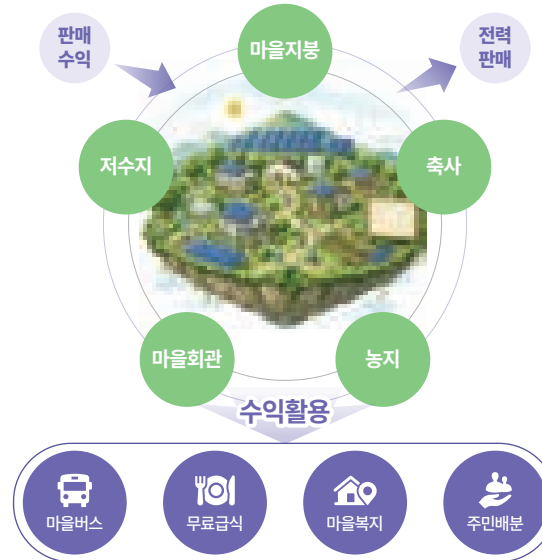 판매
수익
마을지붕
전력
판매
저수지
축사
마을회관
농지
수익활용
마을버스
무료급식
마을복지
주민배분